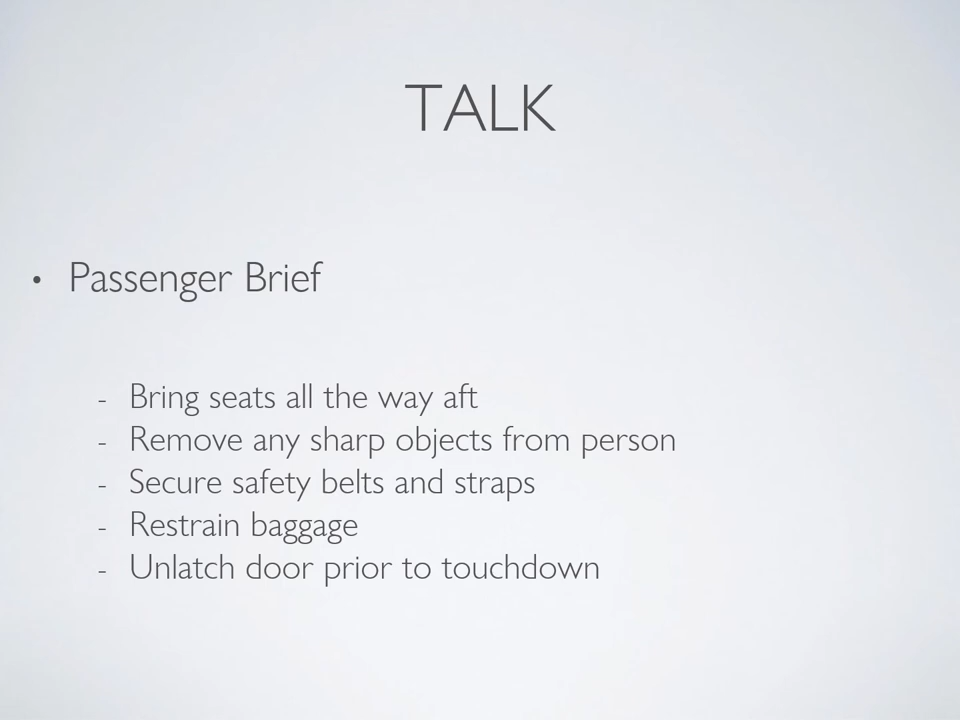 TALK
• Passenger Brief
- Bring seats all the way aft
- Remove any sharp objects from person
- Secure safety belts and straps
- Restrain baggage
- Unlatch door prior to touchdown